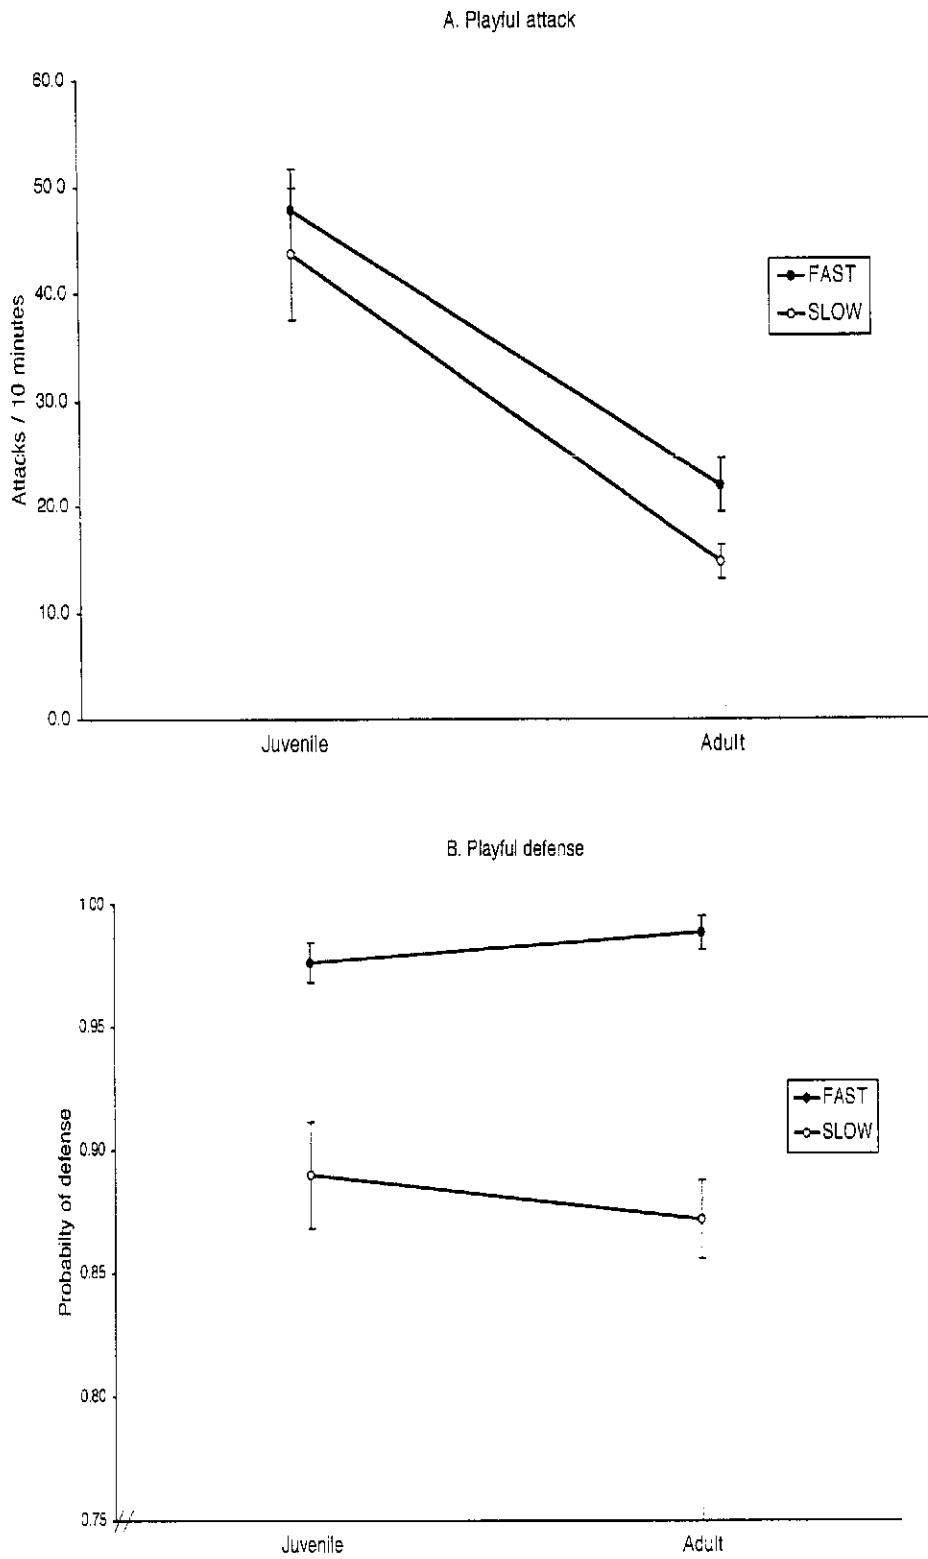 A. Playful attack
60.0
50.0
40.0
30.0
20.0
10.0
0.0
Attacks / 10 minutes
FAST
SLOW
Juvenile
Adult
B. Playful defense
1.00
0.95
0.90
0.85
0.80
0.75
Probabilty of defense
FAST
SLOW
Juvenile
Adult